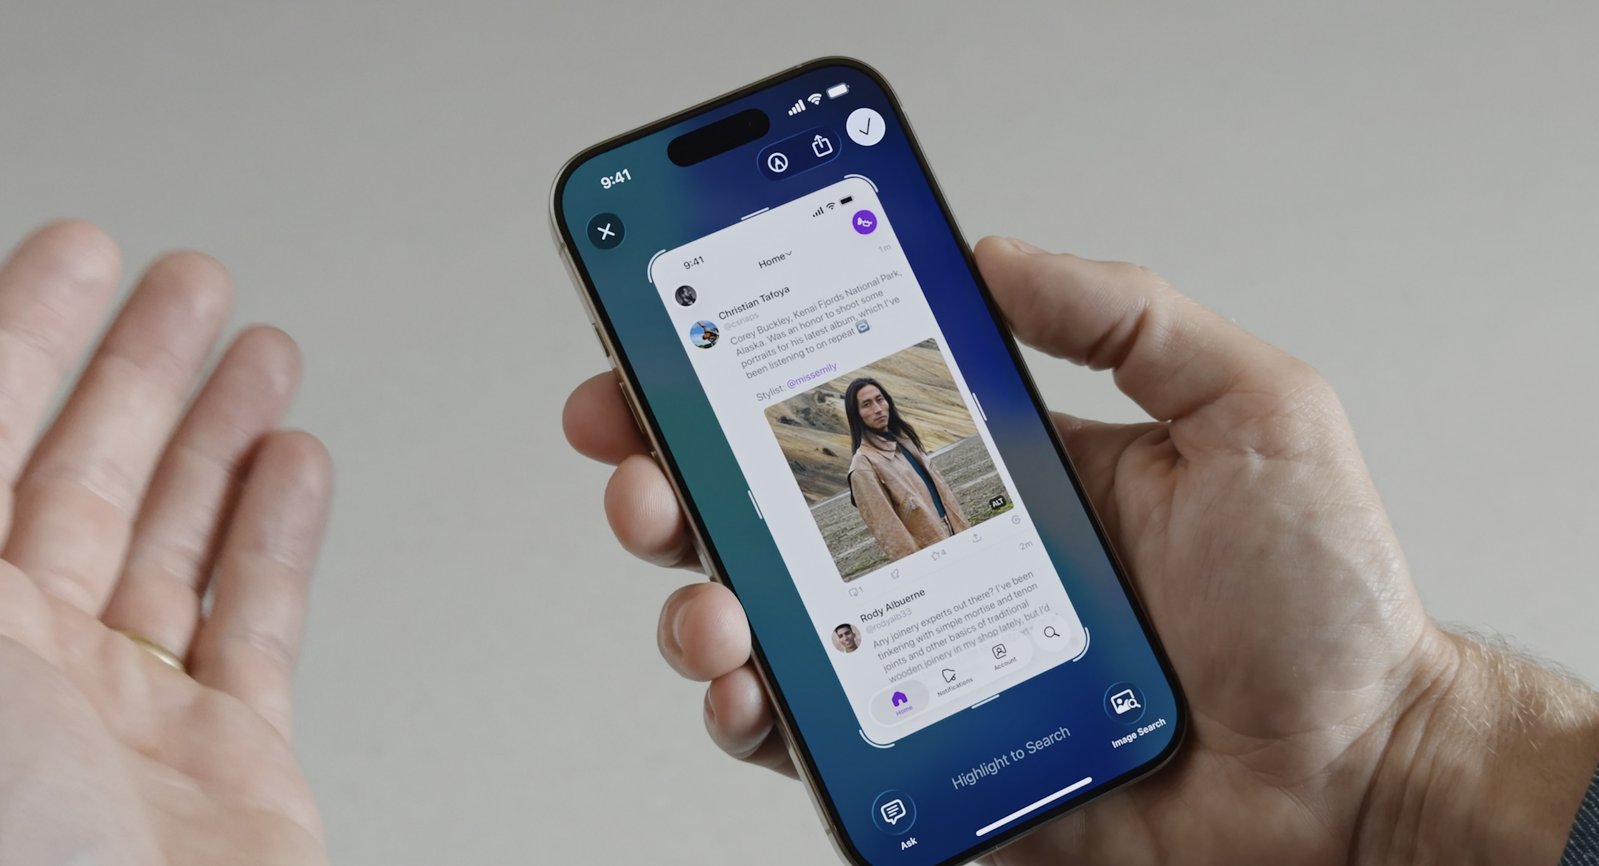 9:41
9:41
Home
Christian Tafoya
@csnaps
1m
Corey Buckley, Kenai Fjords National Park,
Alaska. Was an honor to shoot some
portraits for his latest album, which I've
been listening to on repeat
Stylist: @missemily
ALT
1
4
Rody Albuerne
@rodyalb33
2m
Any joinery experts out there? I've been
tinkering with simple mortise and tenon
joints and other basics of traditional
wooden joinery in my shop lately, but I'd
Home
Notifications
Account
Highlight to Search
Ask
Image Search